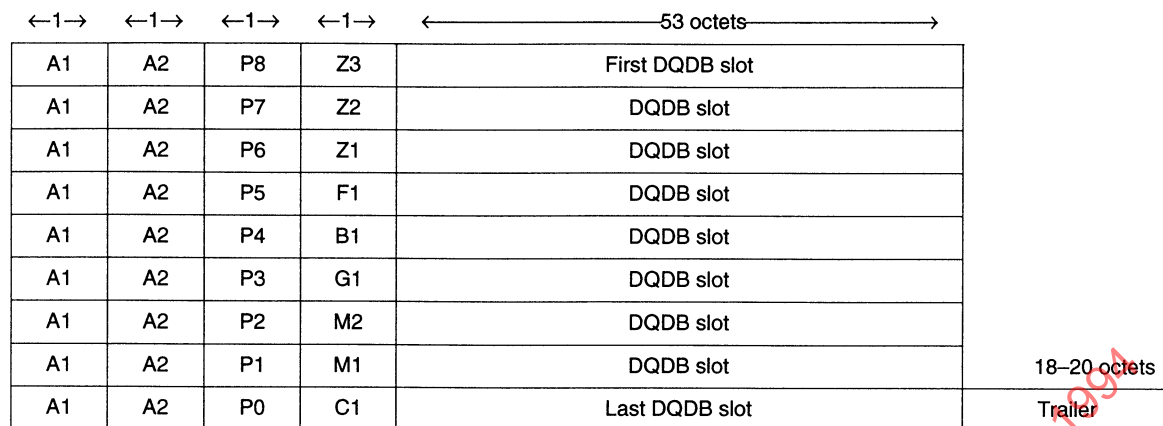 ←1→ ←1→ ←1→ ←1→ ←53 octets→
A1 A2 P8 Z3 First DQDB slot
A1 A2 P7 Z2 DQDB slot
A1 A2 P6 Z1 DQDB slot
A1 A2 P5 F1 DQDB slot
A1 A2 P4 B1 DQDB slot
A1 A2 P3 G1 DQDB slot
A1 A2 P2 M2 DQDB slot
A1 A2 P1 M1 DQDB slot 18–20 octets
A1 A2 P0 C1 Last DQDB slot Trailer
1994